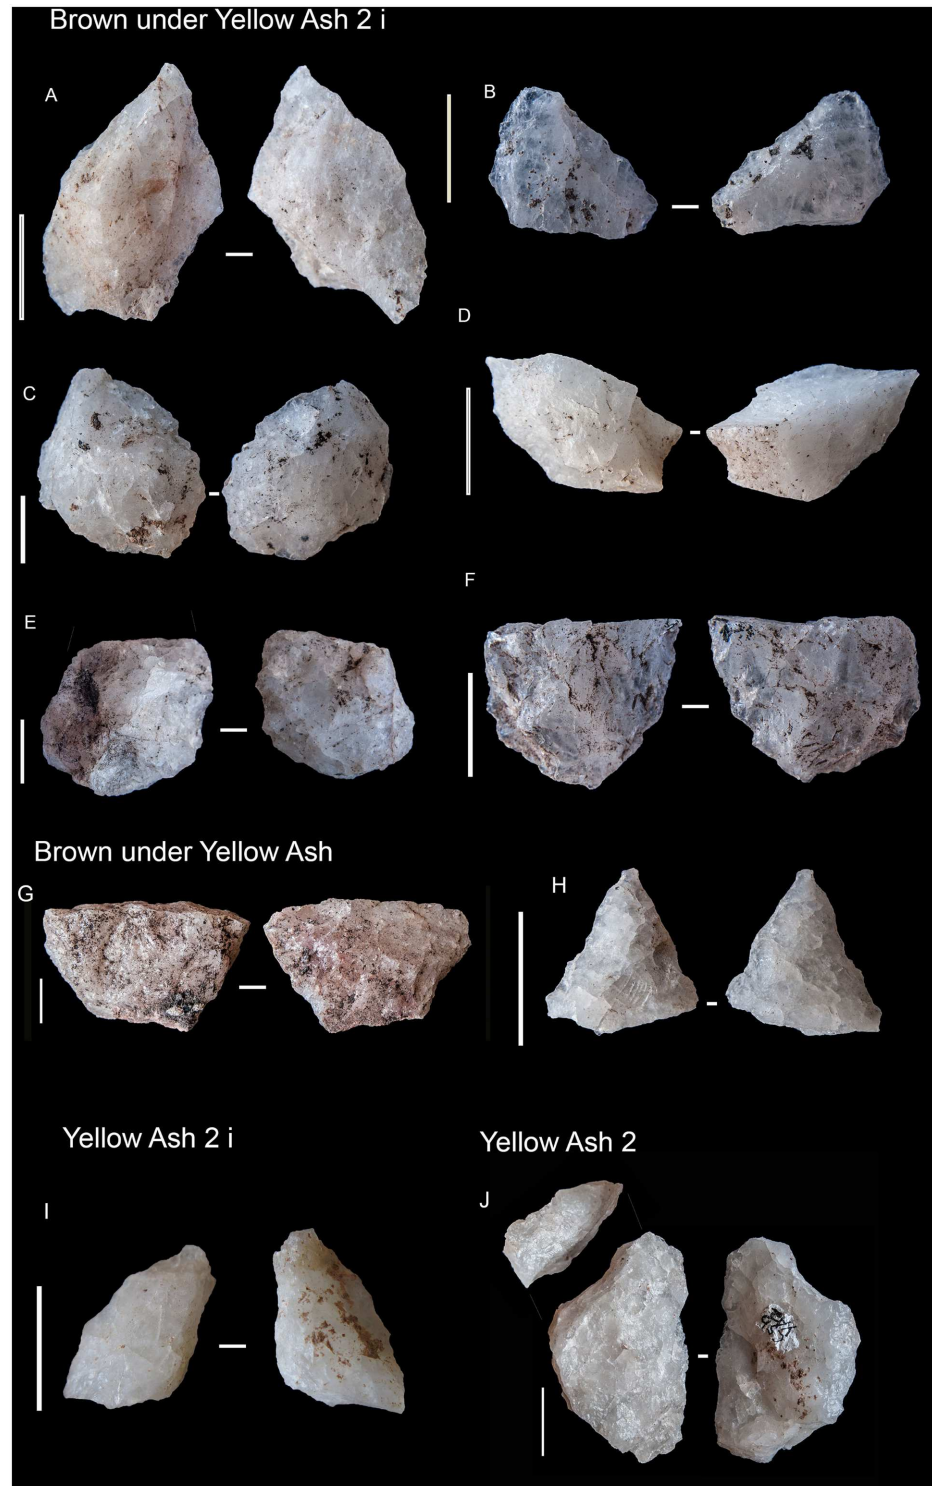 Brown under Yellow Ash 2 i
A
B
C
D
E
F
Brown under Yellow Ash
G
H
Yellow Ash 2 i
Yellow Ash 2
I
J